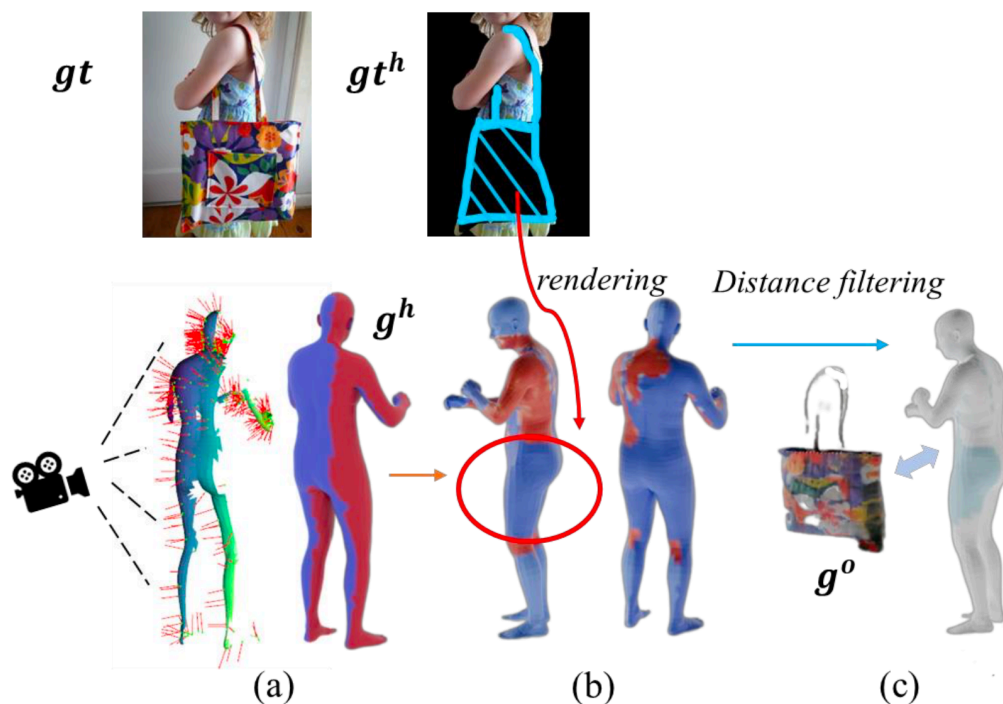 gt
gt^h
rendering
Distance filtering
g^h
g^o
(a)
(b)
(c)